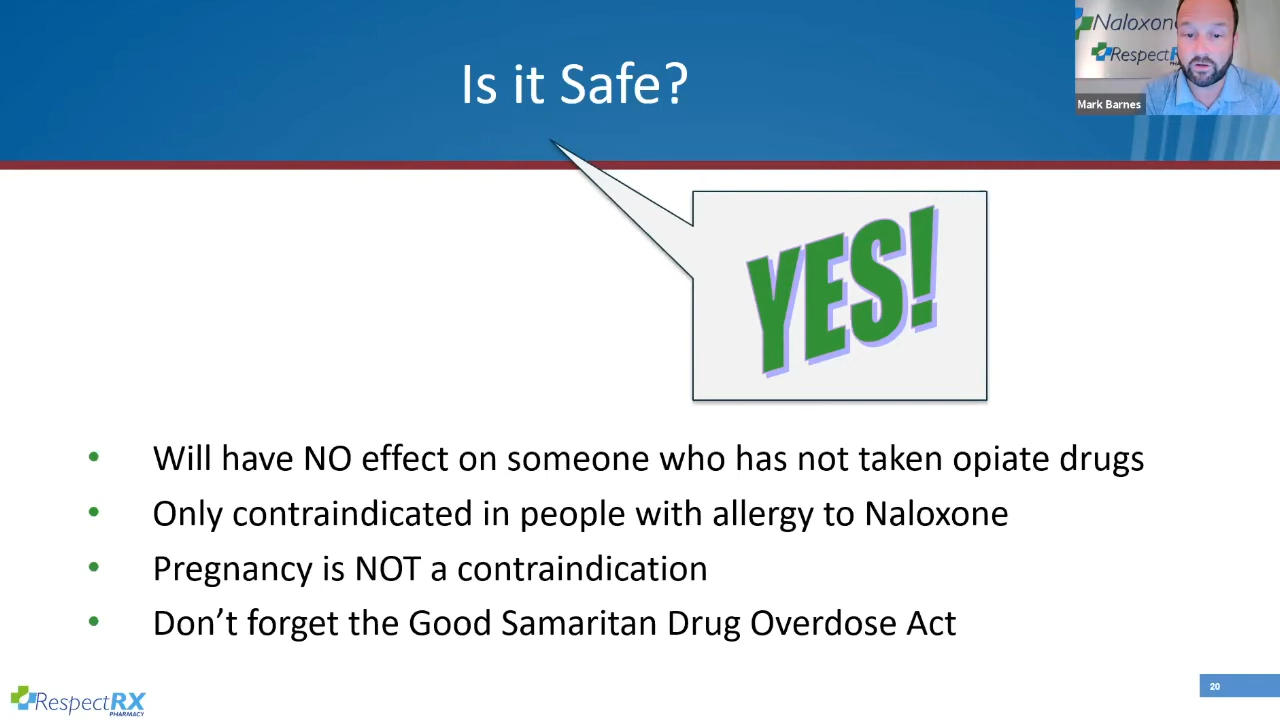 Is it Safe?
Naloxon
RespectR
Mark Barnes
YES!
• Will have NO effect on someone who has not taken opiate drugs
• Only contraindicated in people with allergy to Naloxone
• Pregnancy is NOT a contraindication
• Don’t forget the Good Samaritan Drug Overdose Act
RespectRX
PHARMACY
20